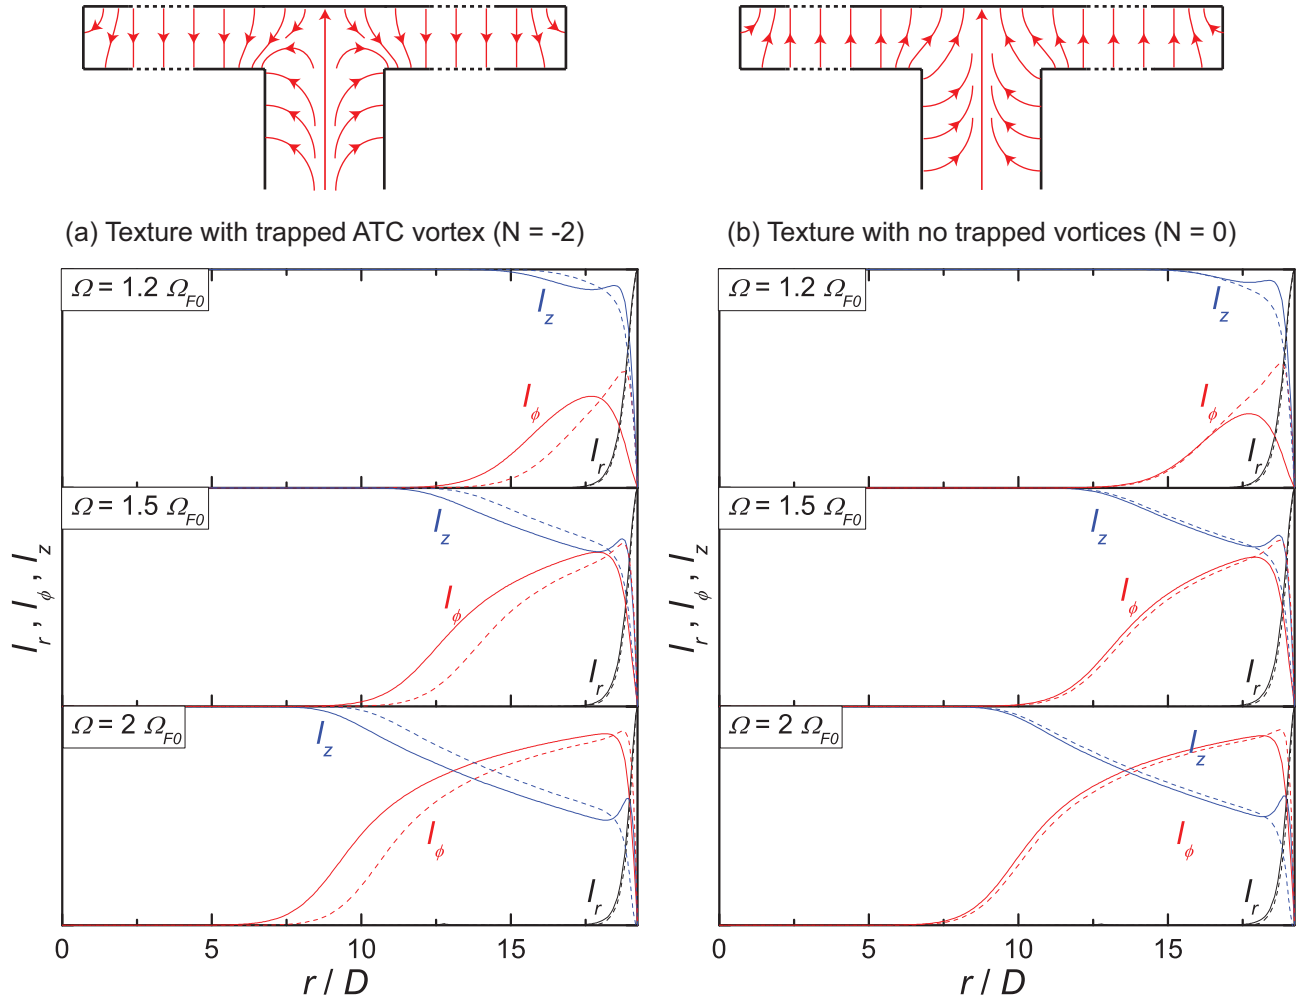 (a) Texture with trapped ATC vortex (N = -2)
(b) Texture with no trapped vortices (N = 0)
Ω = 1.2 Ω_F0
l_z
l_ϕ
l_r
Ω = 1.2 Ω_F0
l_z
l_ϕ
l_r
Ω = 1.5 Ω_F0
l_z
l_ϕ
l_r
Ω = 1.5 Ω_F0
l_z
l_ϕ
l_r
l_r , l_ϕ , l_z
l_r , l_ϕ , l_z
Ω = 2 Ω_F0
l_z
l_ϕ
l_r
Ω = 2 Ω_F0
l_z
l_ϕ
l_r
0 5 10 15
0 5 10 15
r / D
r / D